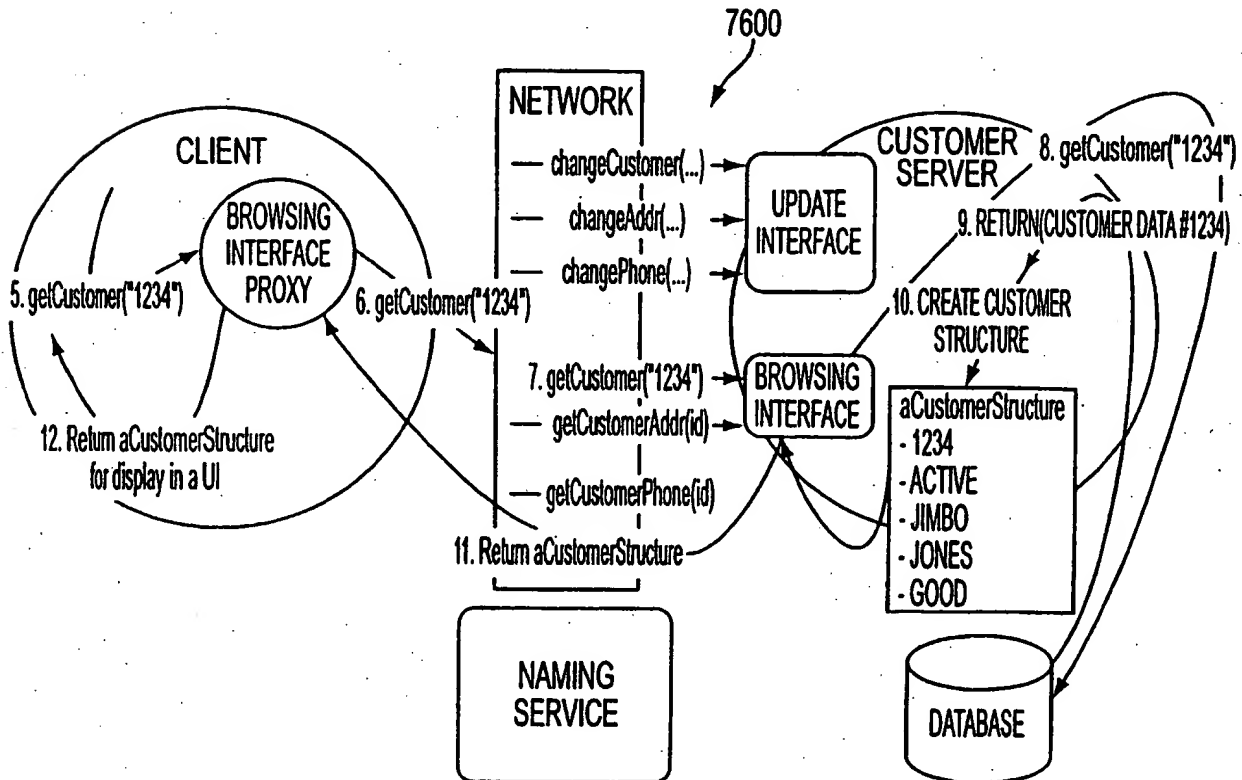 7600
NETWORK
CLIENT
changeCustomer(...)
changeAddr(...)
changePhone(...)
UPDATE
INTERFACE
CUSTOMER
SERVER
8. getCustomer("1234")
9. RETURN(CUSTOMER DATA #1234)
BROWSING
INTERFACE
PROXY
5. getCustomer("1234")
6. getCustomer("1234")
10. CREATE CUSTOMER
STRUCTURE
7. getCustomer("1234")
getCustomerAddr(id)
getCustomerPhone(id)
BROWSING
INTERFACE
aCustomerStructure
- 1234
- ACTIVE
- JIMBO
- JONES
- GOOD
12. Return aCustomerStructure
for display in a UI
11. Return aCustomerStructure
NAMING
SERVICE
DATABASE